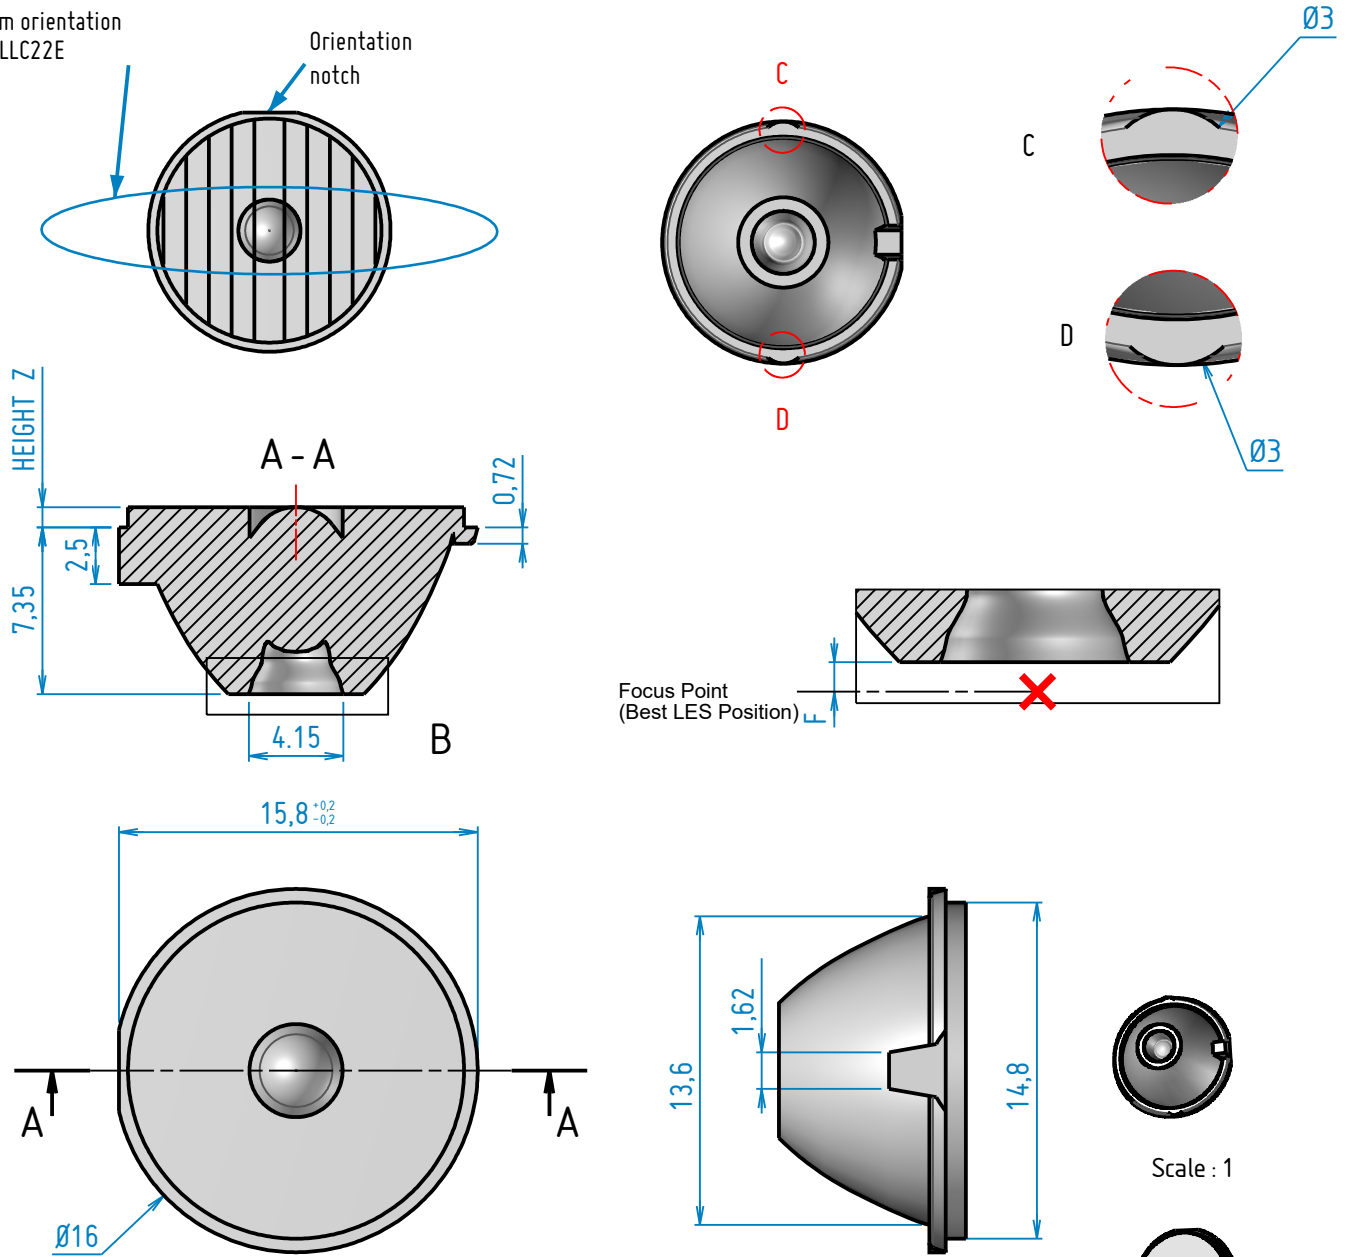 m orientation
LLC22E
Orientation
notch
C
D
C
Ø3
D
Ø3
HEIGHT Z
A - A
0,72
2,5
7,35
4.15
B
Focus Point
(Best LES Position)
F
15,8 +0,2 -0,2
A
A
Ø16
1,62
13,6
14,8
Scale : 1